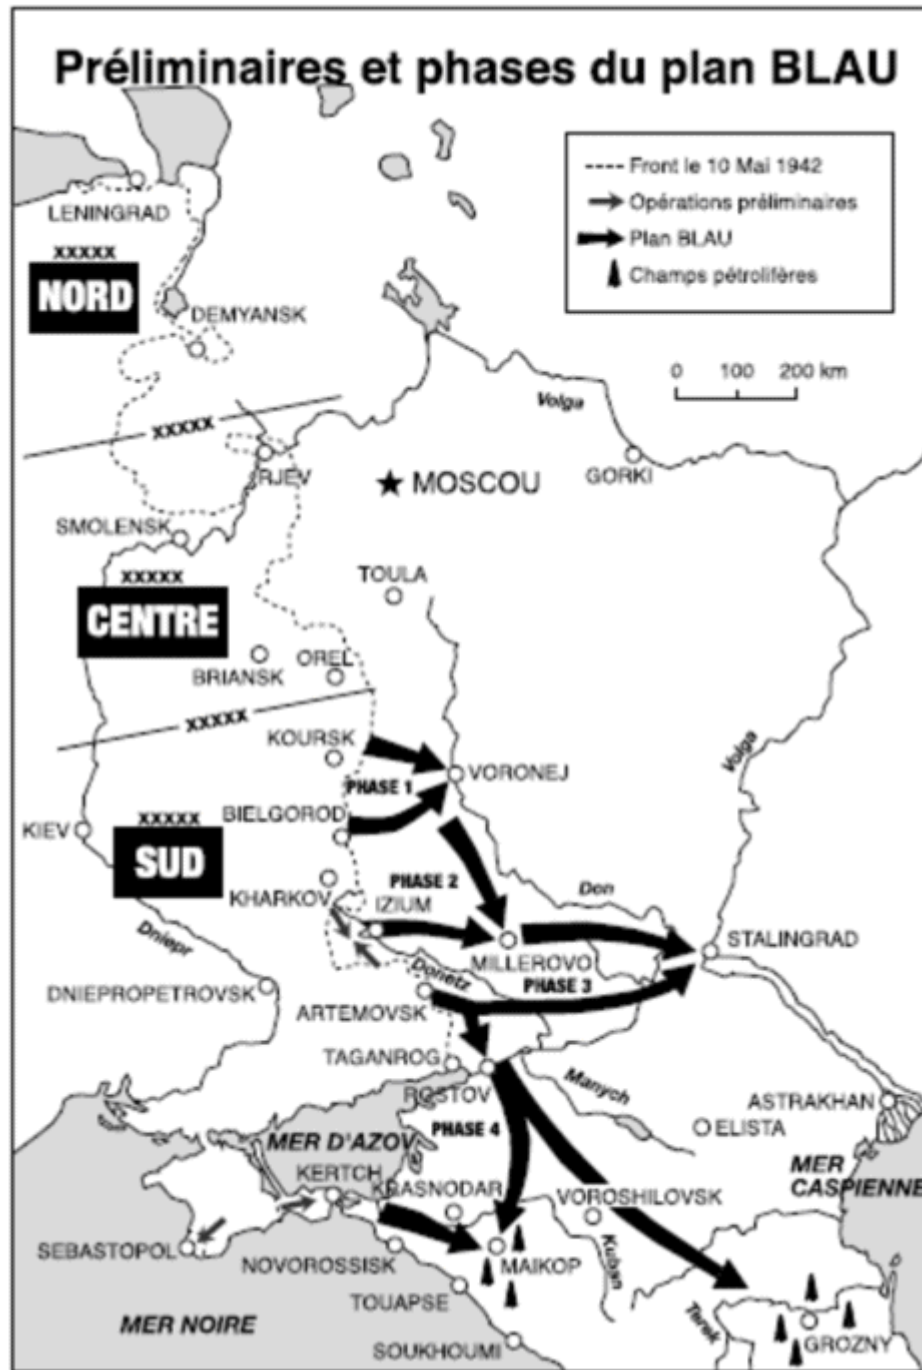 Préliminaires et phases du plan BLAU
Front le 10 Mai 1942
Opérations préliminaires
Plan BLAU
Champs pétrolifères
0 100 200 km
LENINGRAD
XXXXX
NORD
DEMYANSK
XXXXX
Volga
RJEV
MOSCOU
GORKI
SMOLENSK
XXXXX
CENTRE
TOULA
BRIANSK
OREL
XXXXX
KOURSK
VORONEJ
Volga
PHASE 1
BIELGOROD
KIEV
XXXXX
SUD
PHASE 2
KHARKOV
IZIUM
Don
Dniepr
STALINGRAD
MILLEROVO
Donetz
PHASE 3
DNIEPROPETROVSK
ARTEMOVSK
TAGANROG
ROSTOV
Manych
ASTRAKHAN
PHASE 4
ELISTA
MER D'AZOV
MER
CASPIENNE
KERTCH
KRASNODAR
VOROSHILOVSK
SEBASTOPOL
NOVOROSSISK
MAIKOP
Kuban
TOUAPSE
MER NOIRE
Terek
GROZNY
SOUKHOUMI